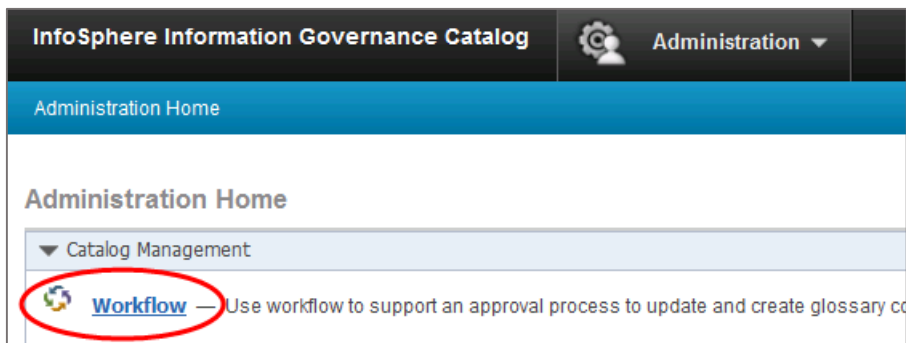 InfoSphere Information Governance Catalog Administration
Administration Home
Administration Home
Catalog Management
Workflow — Use workflow to support an approval process to update and create glossary